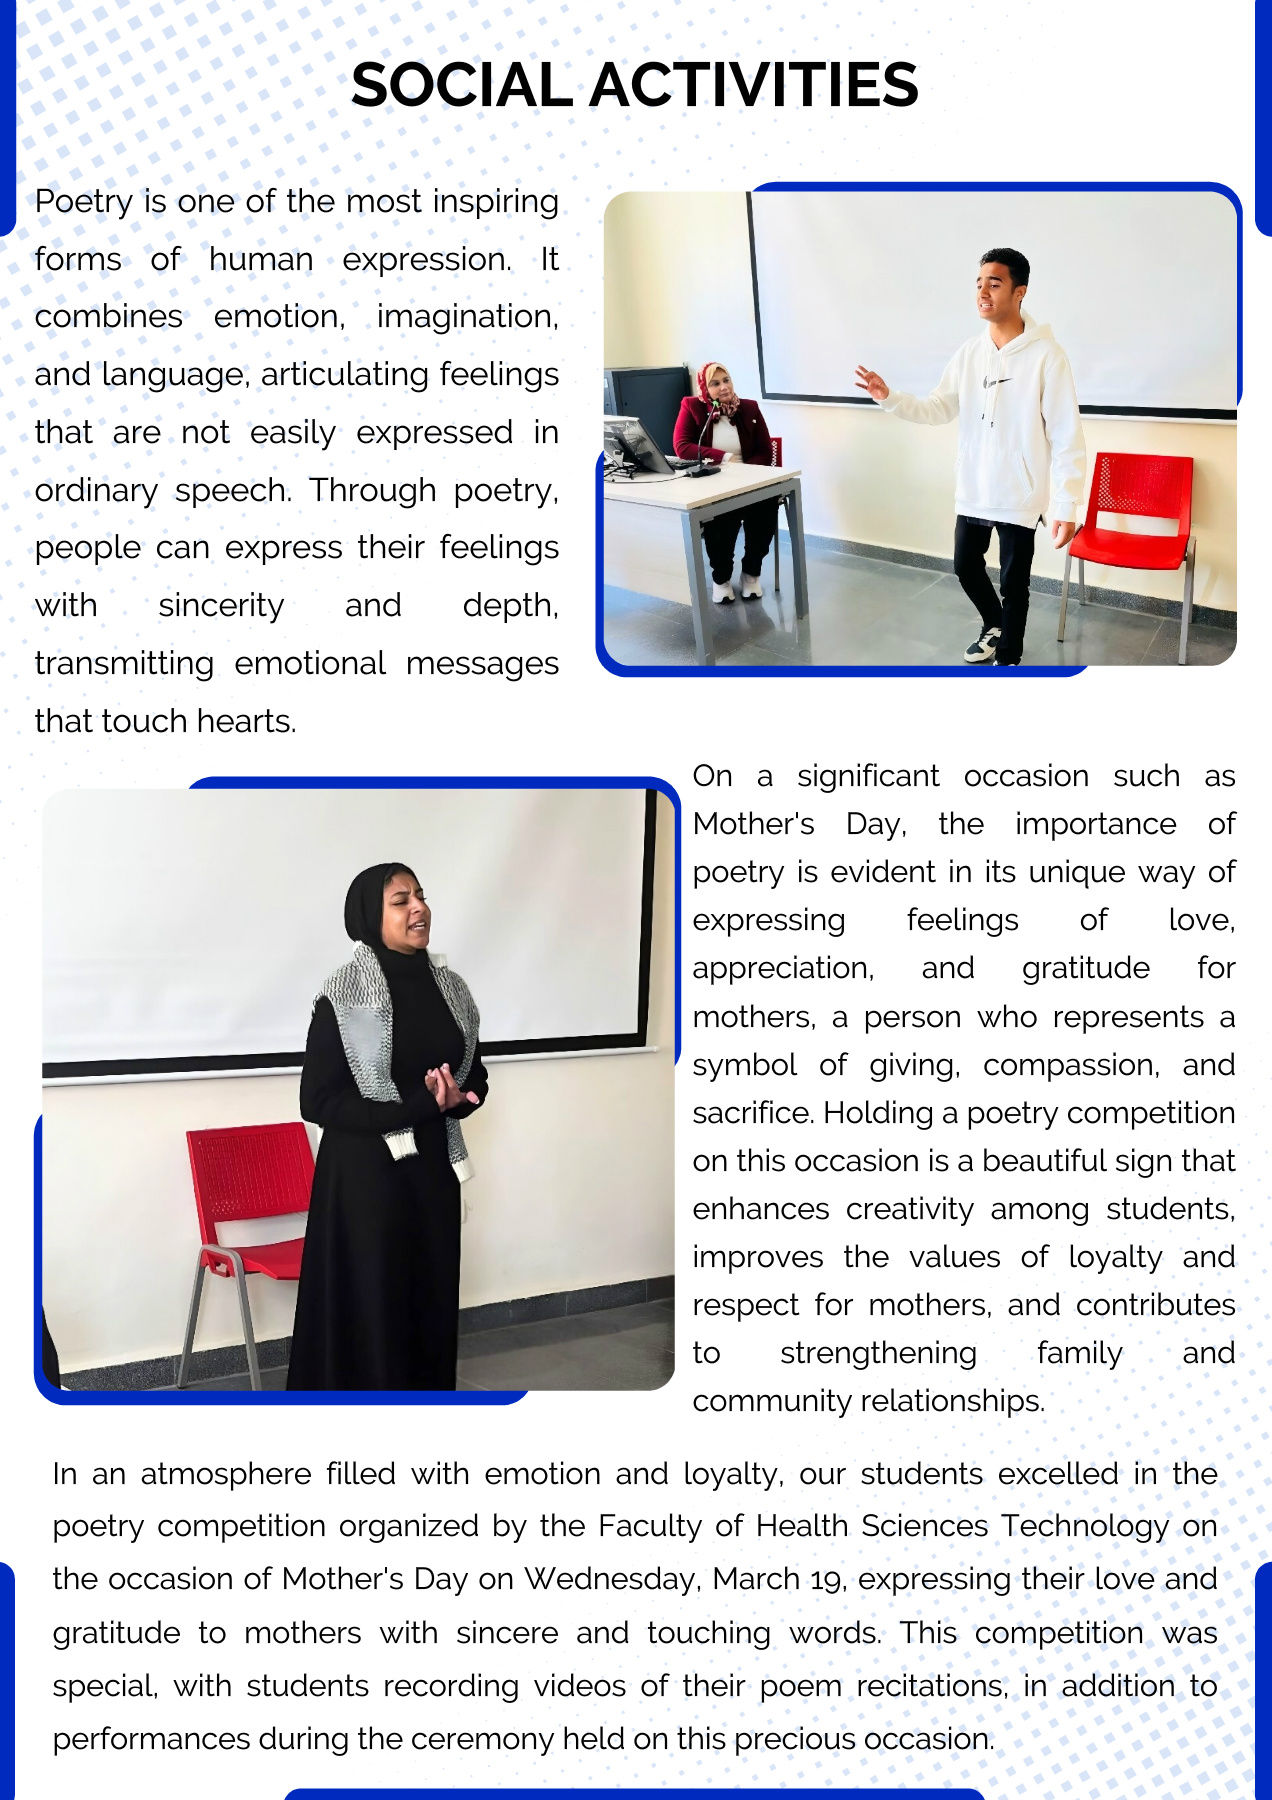 SOCIAL ACTIVITIES
Poetry is one of the most inspiring
forms of human expression. It
combines emotion, imagination,
and language, articulating feelings
that are not easily expressed in
ordinary speech. Through poetry,
people can express their feelings
with sincerity and depth,
transmitting emotional messages
that touch hearts.
On a significant occasion such as
Mother's Day, the importance of
poetry is evident in its unique way of
expressing feelings of love,
appreciation, and gratitude for
mothers, a person who represents a
symbol of giving, compassion, and
sacrifice. Holding a poetry competition
on this occasion is a beautiful sign that
enhances creativity among students,
improves the values of loyalty and
respect for mothers, and contributes
to strengthening family and
community relationships.
In an atmosphere filled with emotion and loyalty, our students excelled in the
poetry competition organized by the Faculty of Health Sciences Technology on
the occasion of Mother's Day on Wednesday, March 19, expressing their love and
gratitude to mothers with sincere and touching words. This competition was
special, with students recording videos of their poem recitations, in addition to
performances during the ceremony held on this precious occasion.